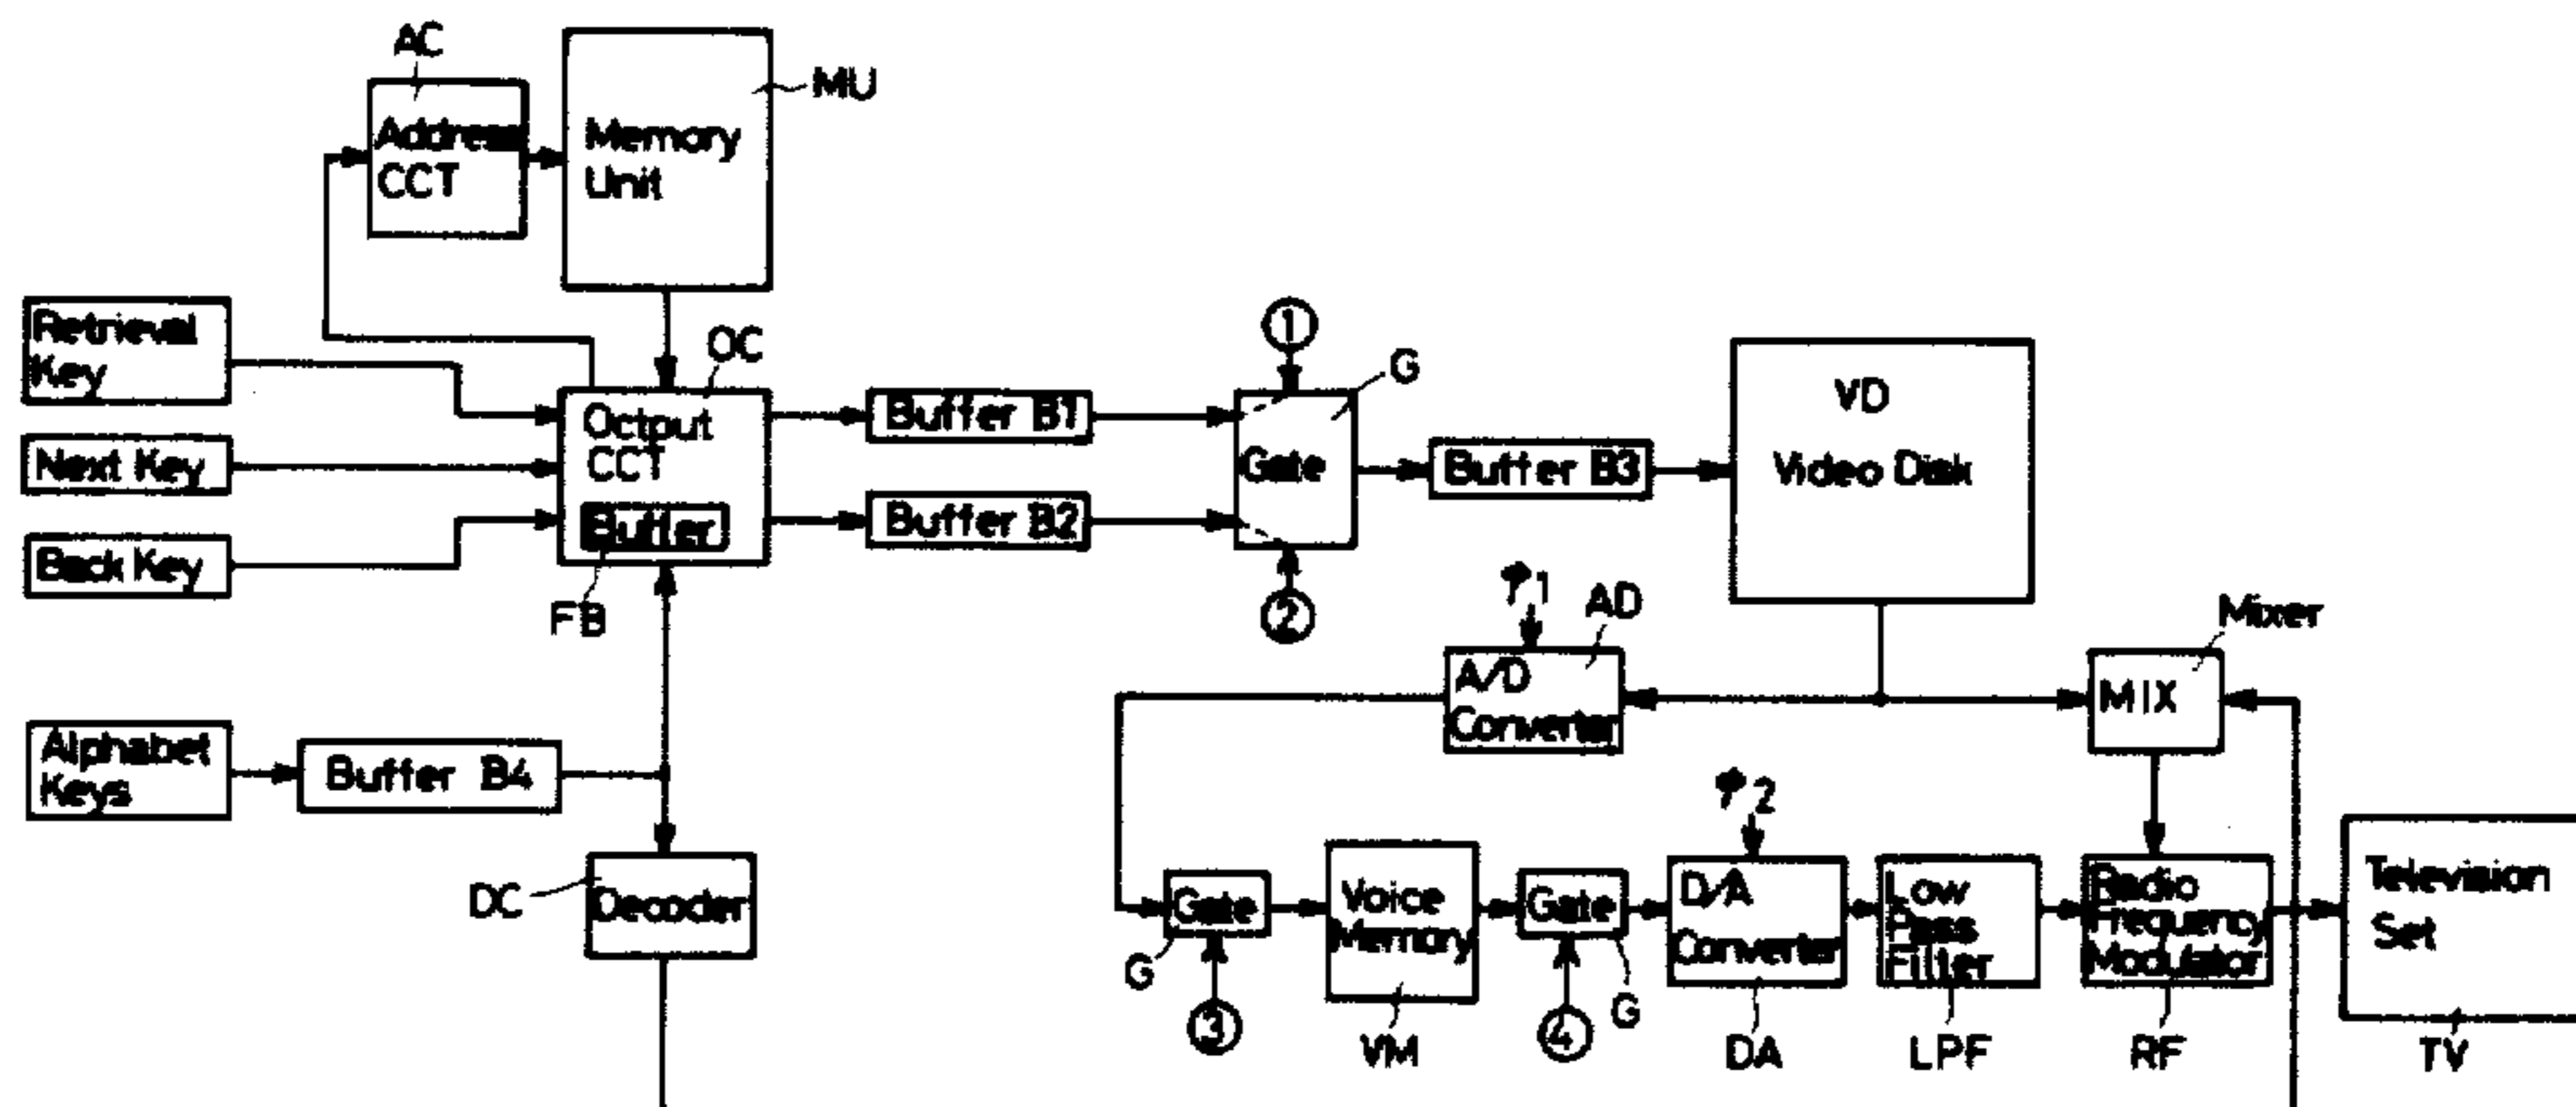 AC
MU
Address
CCT
Memory
Unit
Retrieval
Key
Next Key
Back Key
OC
Octput
CCT
Buffer
FB
Buffer B1
Buffer B2
①
G
Gate
②
Buffer B3
VD
Video Disk
φ1
AD
A/D
Converter
Mixer
MIX
Alphabet
Keys
Buffer B4
DC
Decoder
φ2
Gate
G
③
Voice
Memory
VM
Gate
G
④
D/A
Converter
DA
Low
Pass
Filter
LPF
Radio
Frequency
Modulator
RF
Television
Set
TV